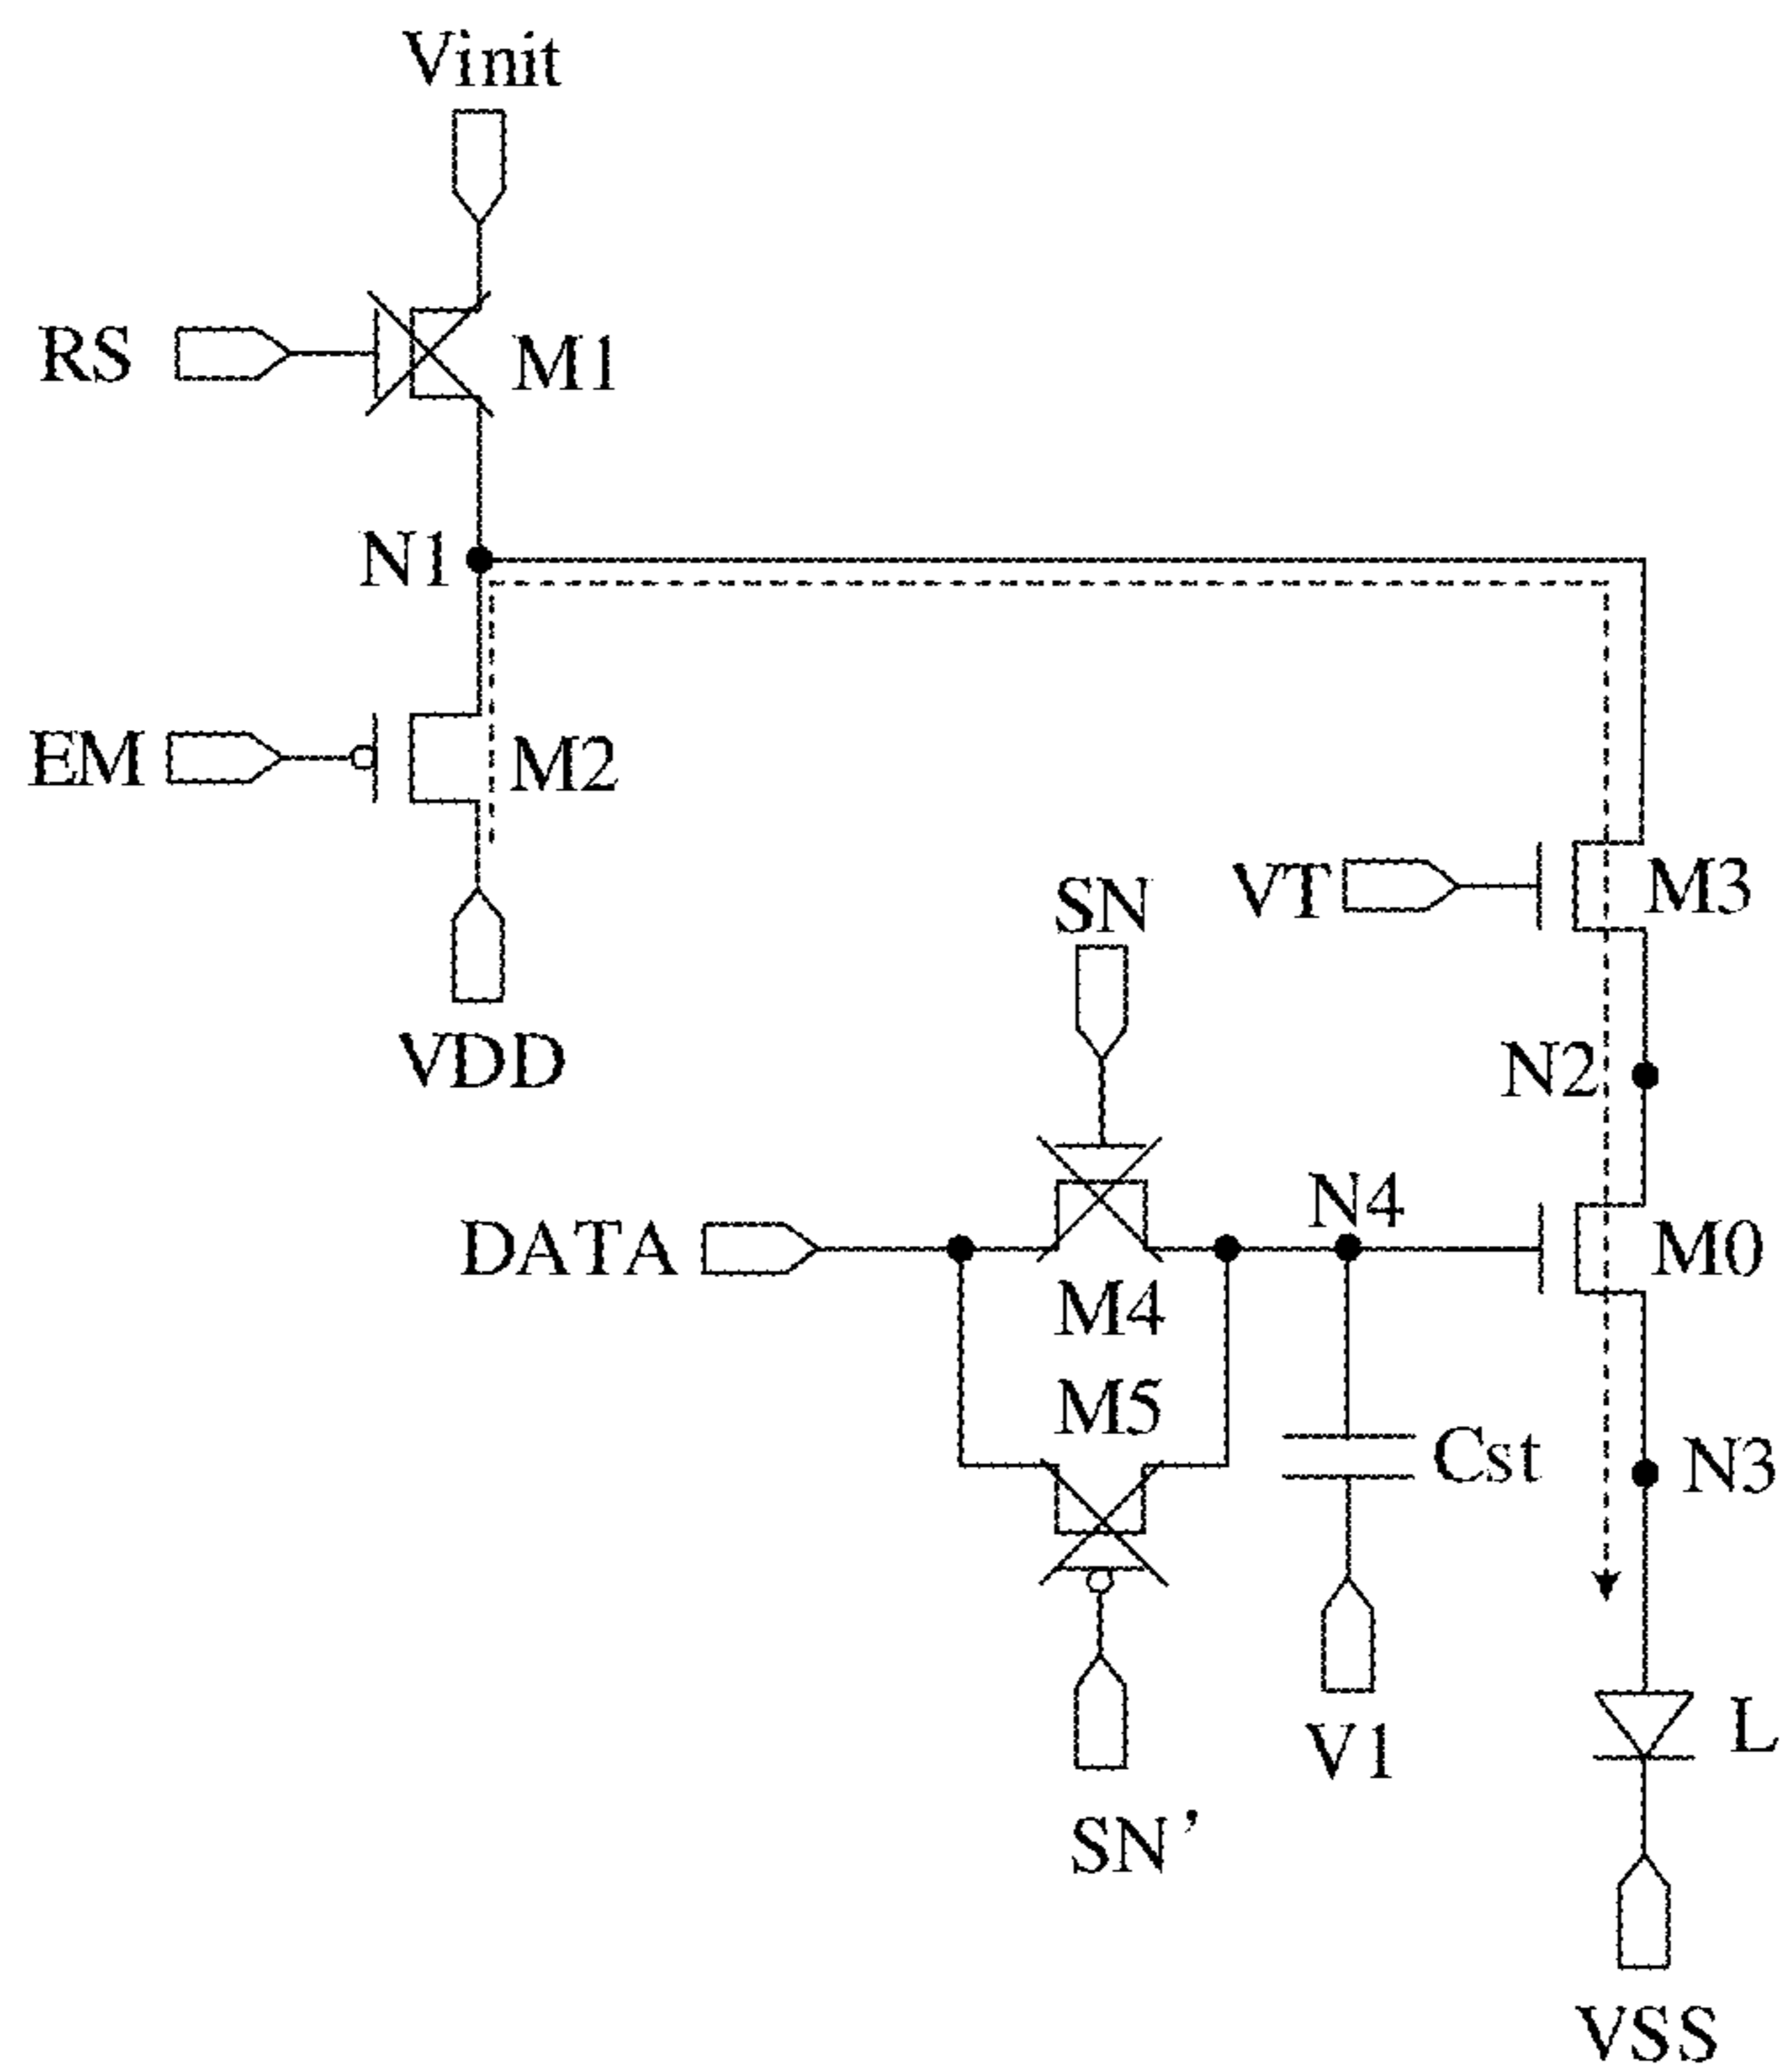 Vinit
RS
M1
N1
EM
M2
VDD
SN
VT
M3
N2
DATA
N4
M0
M4
M5
Cst
N3
V1
L
SN’
VSS